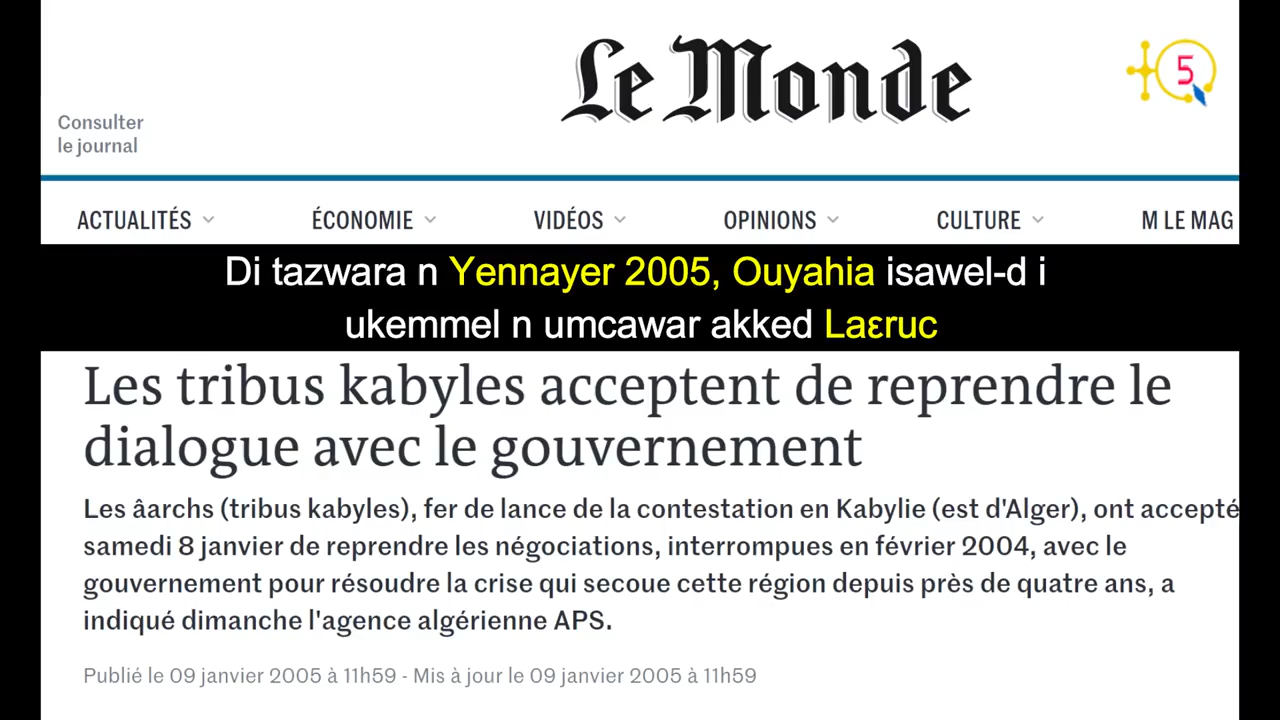 Le Monde
5
Consulter
le journal
ACTUALITÉS
ÉCONOMIE
VIDÉOS
OPINIONS
CULTURE
M LE MAG
Di tazwara n Yennayer 2005, Ouyahia isawel-d i
ukemmel n umcawar akked Laɛruc
Les tribus kabyles acceptent de reprendre le
dialogue avec le gouvernement
Les âarchs (tribus kabyles), fer de lance de la contestation en Kabylie (est d'Alger), ont accepté
samedi 8 janvier de reprendre les négociations, interrompues en février 2004, avec le
gouvernement pour résoudre la crise qui secoue cette région depuis près de quatre ans, a
indiqué dimanche l'agence algérienne APS.
Publié le 09 janvier 2005 à 11h59 - Mis à jour le 09 janvier 2005 à 11h59